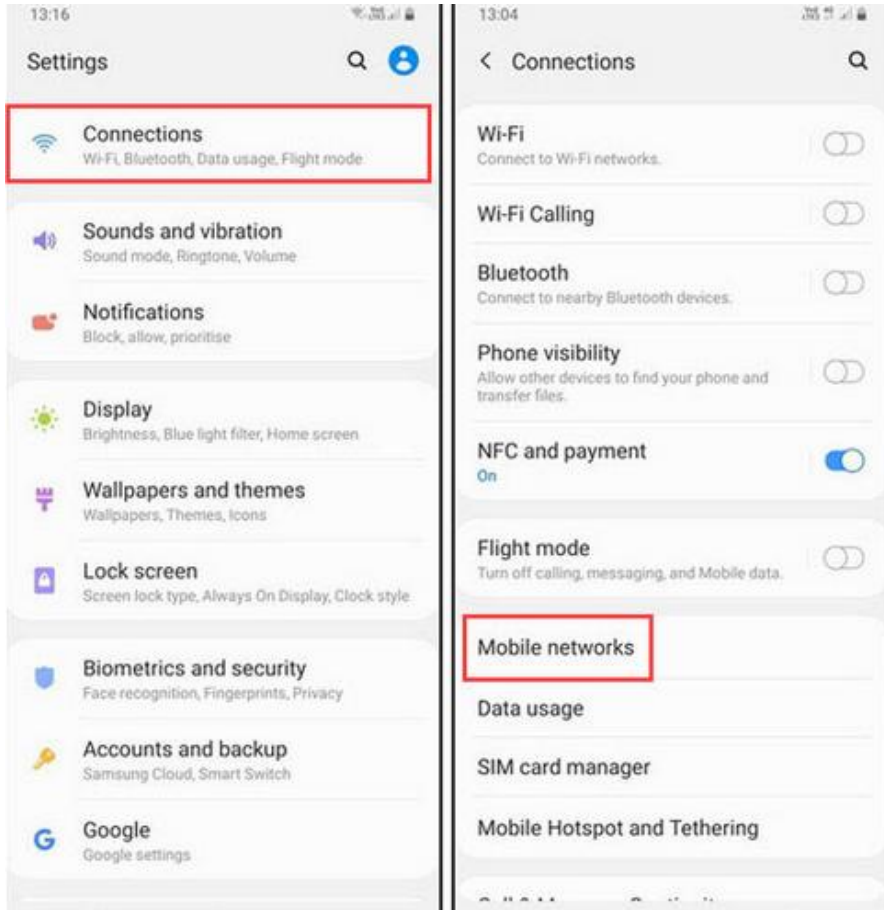 13:16
Settings
Connections
Wi-Fi, Bluetooth, Data usage, Flight mode
Sounds and vibration
Sound mode, Ringtone, Volume
Notifications
Block, allow, prioritise
Display
Brightness, Blue light filter, Home screen
Wallpapers and themes
Wallpapers, Themes, Icons
Lock screen
Screen lock type, Always On Display, Clock style
Biometrics and security
Face recognition, Fingerprints, Privacy
Accounts and backup
Samsung Cloud, Smart Switch
Google
Google settings
13:04
Connections
Wi-Fi
Connect to Wi-Fi networks.
Wi-Fi Calling
Bluetooth
Connect to nearby Bluetooth devices.
Phone visibility
Allow other devices to find your phone and
transfer files.
NFC and payment
On
Flight mode
Turn off calling, messaging, and Mobile data.
Mobile networks
Data usage
SIM card manager
Mobile Hotspot and Tethering